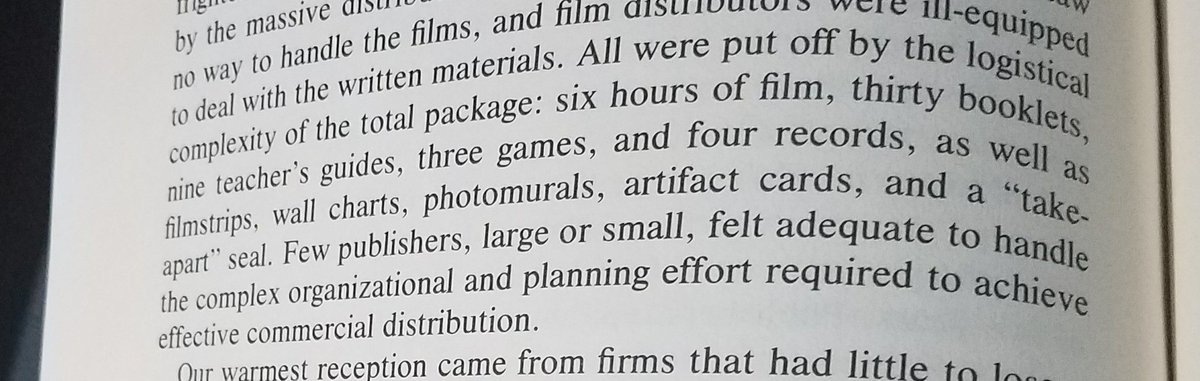 by the massive
no way to handle the films, and film distributors were ill-equipped
to deal with the written materials. All were put off by the logistical
complexity of the total package: six hours of film, thirty booklets,
nine teacher's guides, three games, and four records, as well as
filmstrips, wall charts, photomurals, artifact cards, and a “take-
apart” seal. Few publishers, large or small, felt adequate to handle
the complex organizational and planning effort required to achieve
effective commercial distribution.
Our warmest reception came from firms that had little to